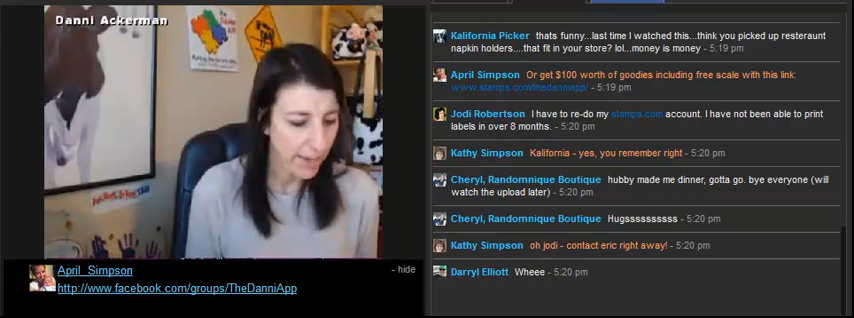 Danni Ackerman
April_Simpson
- hide
http://www.facebook.com/groups/TheDanniApp
Kalifornia Picker thats funny...last time I watched this...think you picked up resteraunt
napkin holders....that fit in your store? lol...money is money - 5:19 pm
April Simpson Or get $100 worth of goodies including free scale with this link:
www.stamps.com/thedanniapp/ - 5:19 pm
Jodi Robertson I have to re-do my stamps.com account. I have not been able to print
labels in over 8 months. - 5:20 pm
Kathy Simpson Kalifornia - yes, you remember right - 5:20 pm
Cheryl, Randomnique Boutique hubby made me dinner, gotta go. bye everyone (will
watch the upload later) - 5:20 pm
Cheryl, Randomnique Boutique Hugssssssssss - 5:20 pm
Kathy Simpson oh jodi - contact eric right away! - 5:20 pm
Darryl Elliott Wheee - 5:20 pm